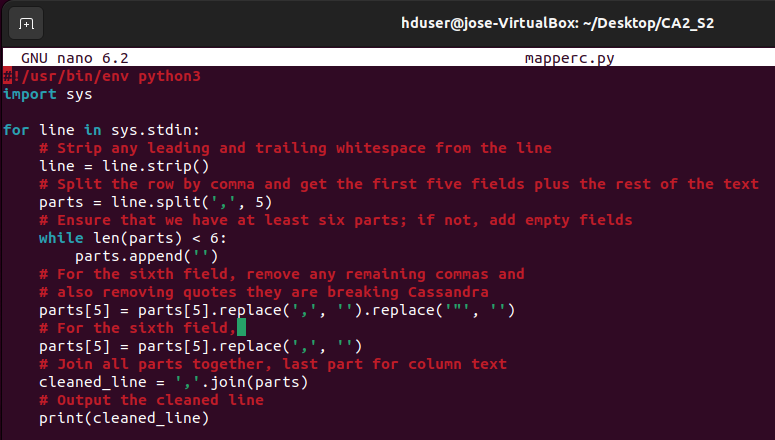 hduser@jose-VirtualBox: ~/Desktop/CA2_S2
GNU nano 6.2 mapperc.py
#!/usr/bin/env python3
import sys

for line in sys.stdin:
    # Strip any leading and trailing whitespace from the line
    line = line.strip()
    # Split the row by comma and get the first five fields plus the rest of the text
    parts = line.split(',', 5)
    # Ensure that we have at least six parts; if not, add empty fields
    while len(parts) < 6:
        parts.append('')
    # For the sixth field, remove any remaining commas and
    # also removing quotes they are breaking Cassandra
    parts[5] = parts[5].replace(',', '').replace('"', '')
    # For the sixth field,
    parts[5] = parts[5].replace(',', '')
    # Join all parts together, last part for column text
    cleaned_line = ','.join(parts)
    # Output the cleaned line
    print(cleaned_line)